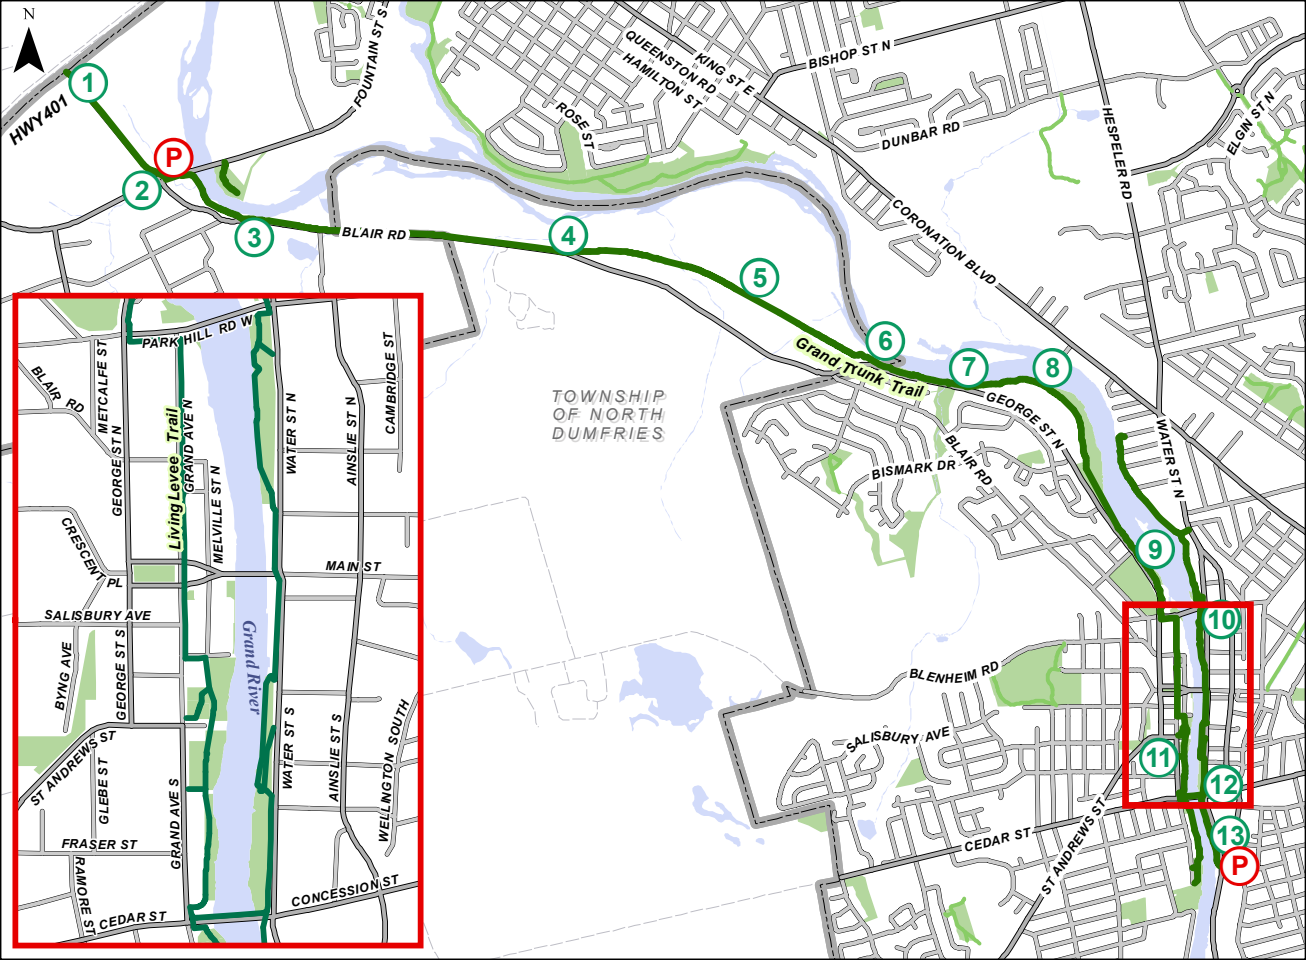 N
HWY401
1
P
2
3
FOUNTAIN ST S
BLAIR RD
4
5
6
7
8
9
10
11
12
13
P
QUEENSTON RD
HAMILTON ST
KING ST E
ROSE ST
BISHOP ST N
DUNBAR RD
HESPELER RD
ELGIN ST N
CORONATION BLVD
WATER ST N
Grand Trunk Trail
GEORGE ST N
BLAIR RD
BISMARK DR
TOWNSHIP
OF NORTH
DUMFRIES
BLENHEIM RD
SALISBURY AVE
CEDAR ST
ST ANDREWS ST
PARK HILL RD W
BLAIR RD
METCALFE ST
GEORGE ST N
Living Levee Trail
GRAND AVE N
MELVILLE ST N
WATER ST N
AINSLIE ST N
CAMBRIDGE ST
CRESCENT PL
MAIN ST
SALISBURY AVE
BYNG AVE
GEORGE ST S
Grand River
ST ANDREWS ST
GLEBE ST
GRAND AVE S
WATER ST S
AINSLIE ST S
WELLINGTON SOUTH
FRASER ST
RAMORE ST
CEDAR ST
CONCESSION ST